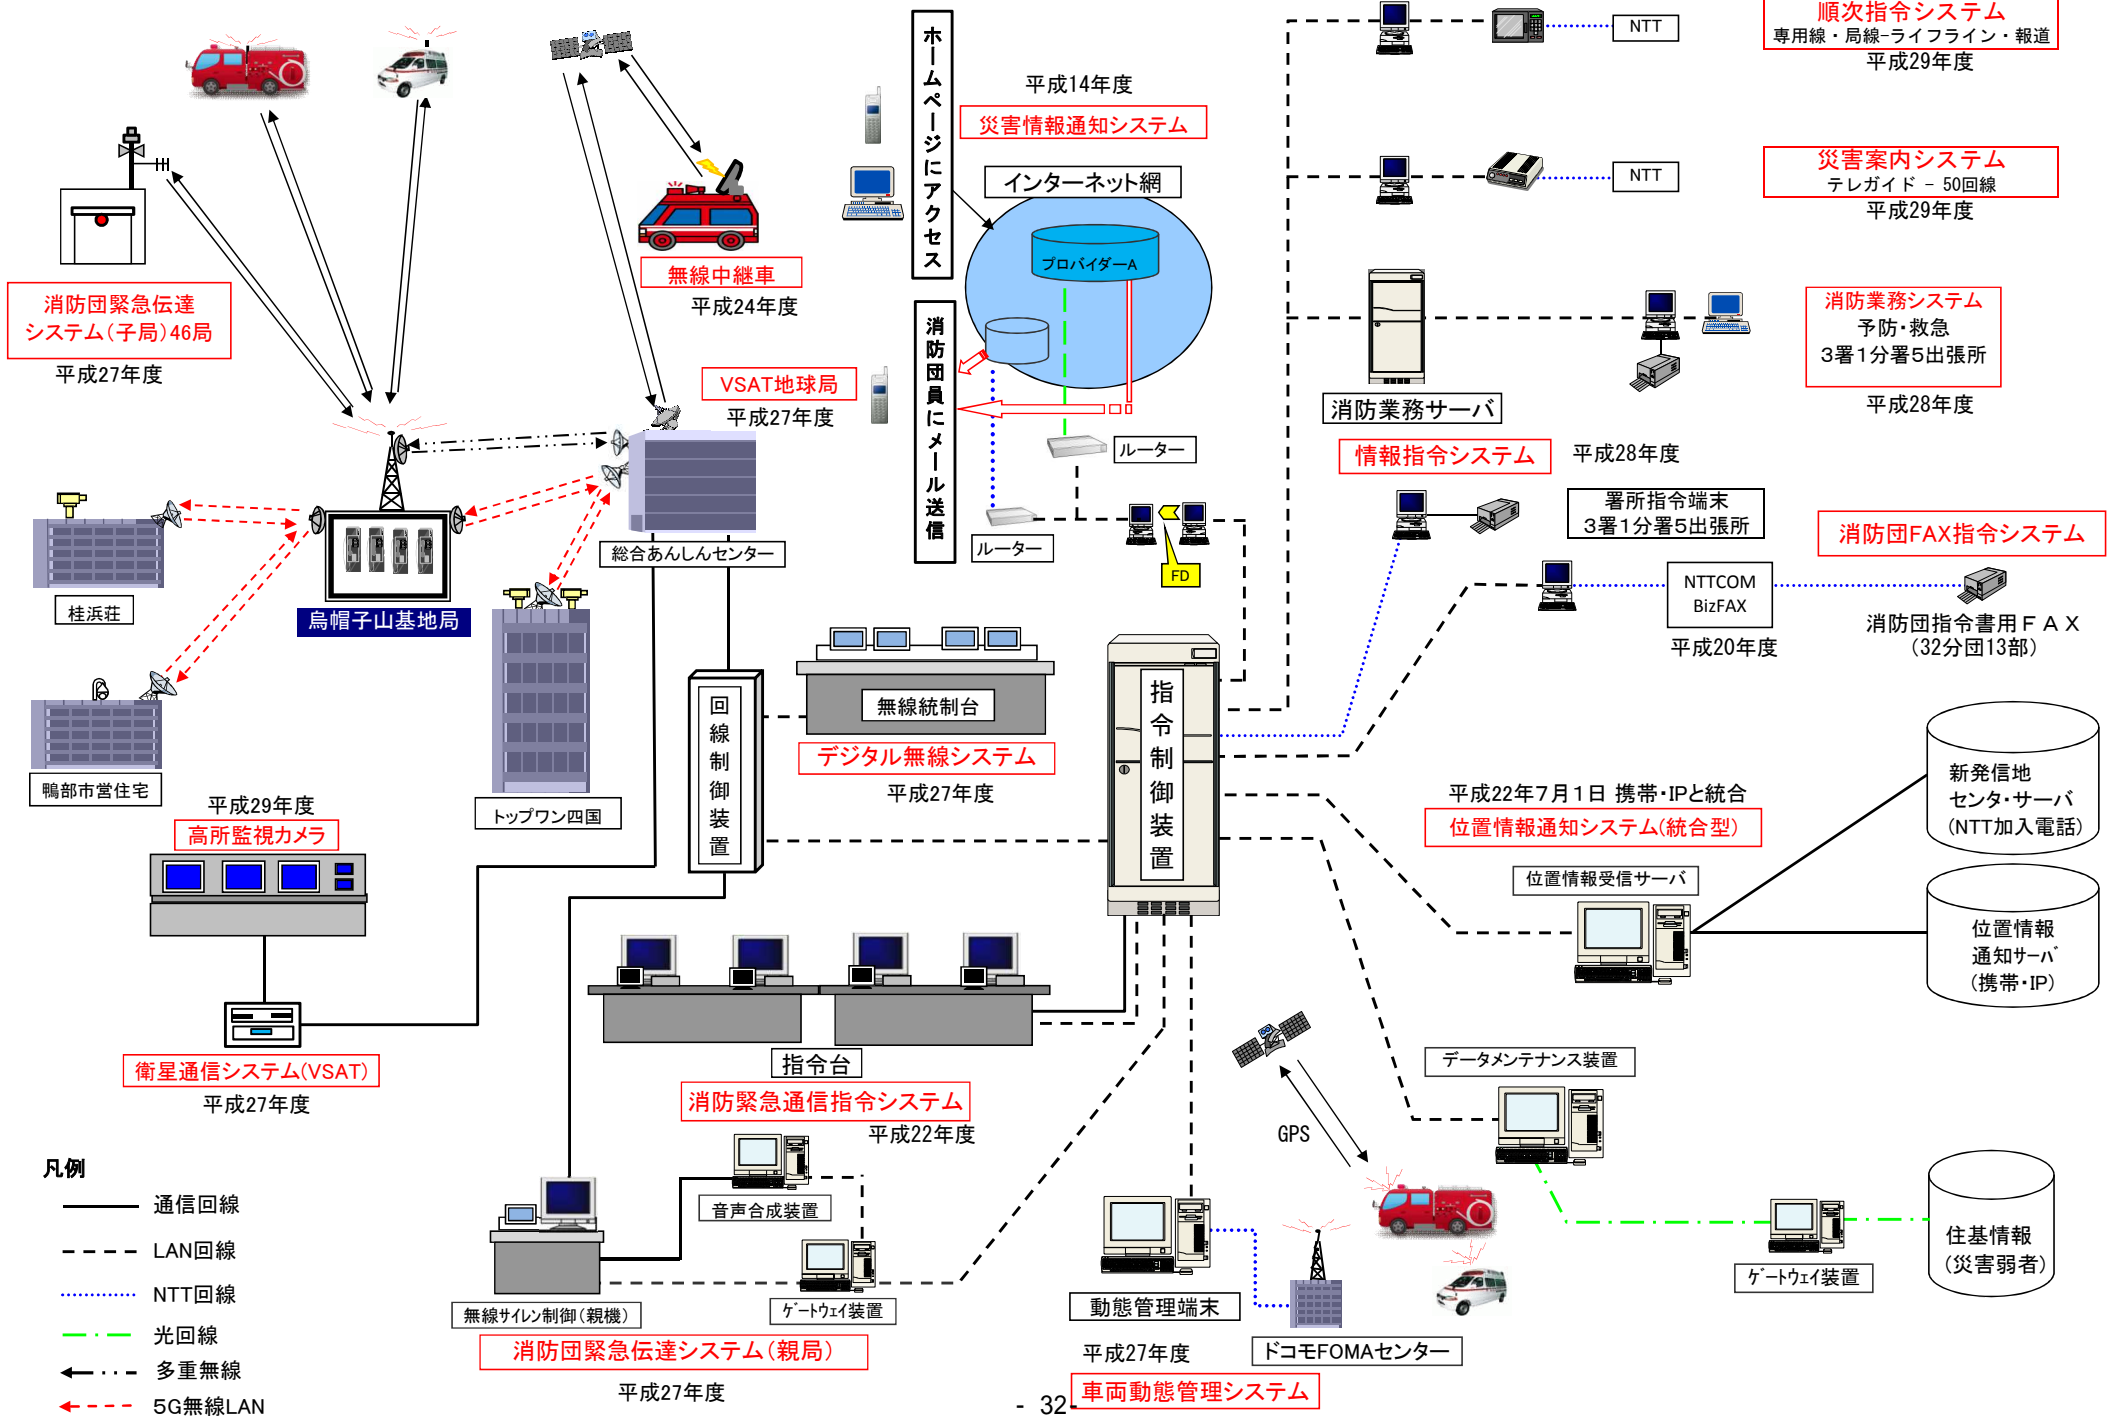 順次指令システム
専用線・局線-ライフライン・報道
平成29年度
NTT
ホームページにアクセス
平成14年度
災害情報通知システム
インターネット網
プロバイダーA
災害案内システム
テレガイド － 50回線
平成29年度
NTT
無線中継車
平成24年度
消防団緊急伝達
システム(子局)46局
平成27年度
VSAT地球局
平成27年度
消防団員にメール送信
ルーター
ルーター
FD
消防業務サーバ
消防業務システム
予防・救急
3署1分署5出張所
平成28年度
情報指令システム
平成28年度
署所指令端末
3署1分署5出張所
消防団FAX指令システム
NTTCOM
BizFAX
平成20年度
消防団指令書用ＦＡＸ
(32分団13部)
総合あんしんセンター
桂浜荘
烏帽子山基地局
鴨部市営住宅
トップワン四国
回線制御装置
無線統制台
デジタル無線システム
平成27年度
指令制御装置
平成29年度
高所監視カメラ
平成22年7月1日 携帯・IPと統合
位置情報通知システム(統合型)
位置情報受信サーバ
新発信地
センタ・サーバ
(NTT加入電話)
位置情報
通知サーバ
(携帯・IP)
衛星通信システム(VSAT)
平成27年度
指令台
消防緊急通信指令システム
平成22年度
データメンテナンス装置
GPS
音声合成装置
ゲートウェイ装置
無線サイレン制御(親機)
消防団緊急伝達システム(親局)
平成27年度
動態管理端末
平成27年度
車両動態管理システム
ドコモFOMAセンター
ゲートウェイ装置
住基情報
(災害弱者)
凡例
通信回線
LAN回線
NTT回線
光回線
多重無線
5G無線LAN
- 32-